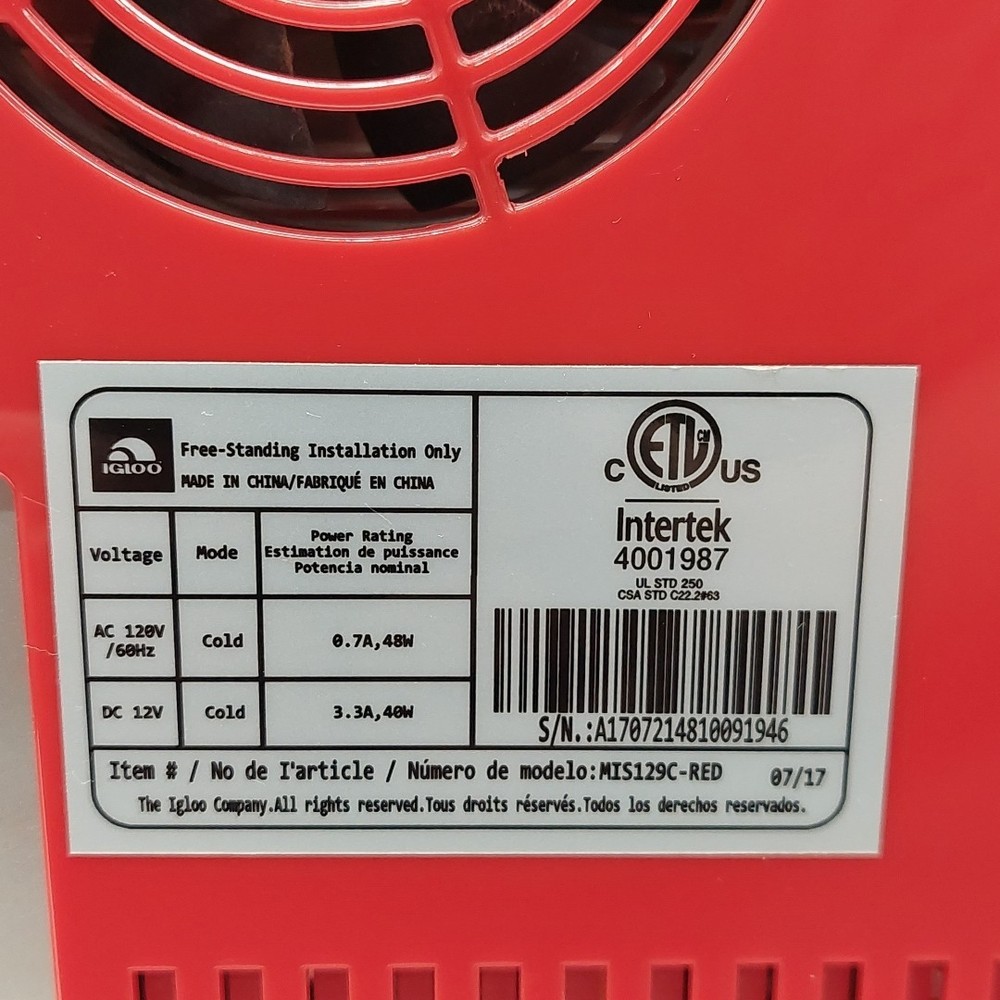 IGLOO
Free-Standing Installation Only
MADE IN CHINA/FABRIQUÉ EN CHINA
Voltage
Mode
Power Rating
Estimation de puissance
Potencia nominal
AC 120V
/60Hz
Cold
0.7A,48W
DC 12V
Cold
3.3A,40W
C ETL CM US
LISTED
Intertek
4001987
UL STD 250
CSA STD C22.2#63
S/N.:A1707214810091946
Item # / No de I'article / Número de modelo:MIS129C-RED 07/17
The Igloo Company.All rights reserved.Tous droits réservés.Todos los derechos reservados.